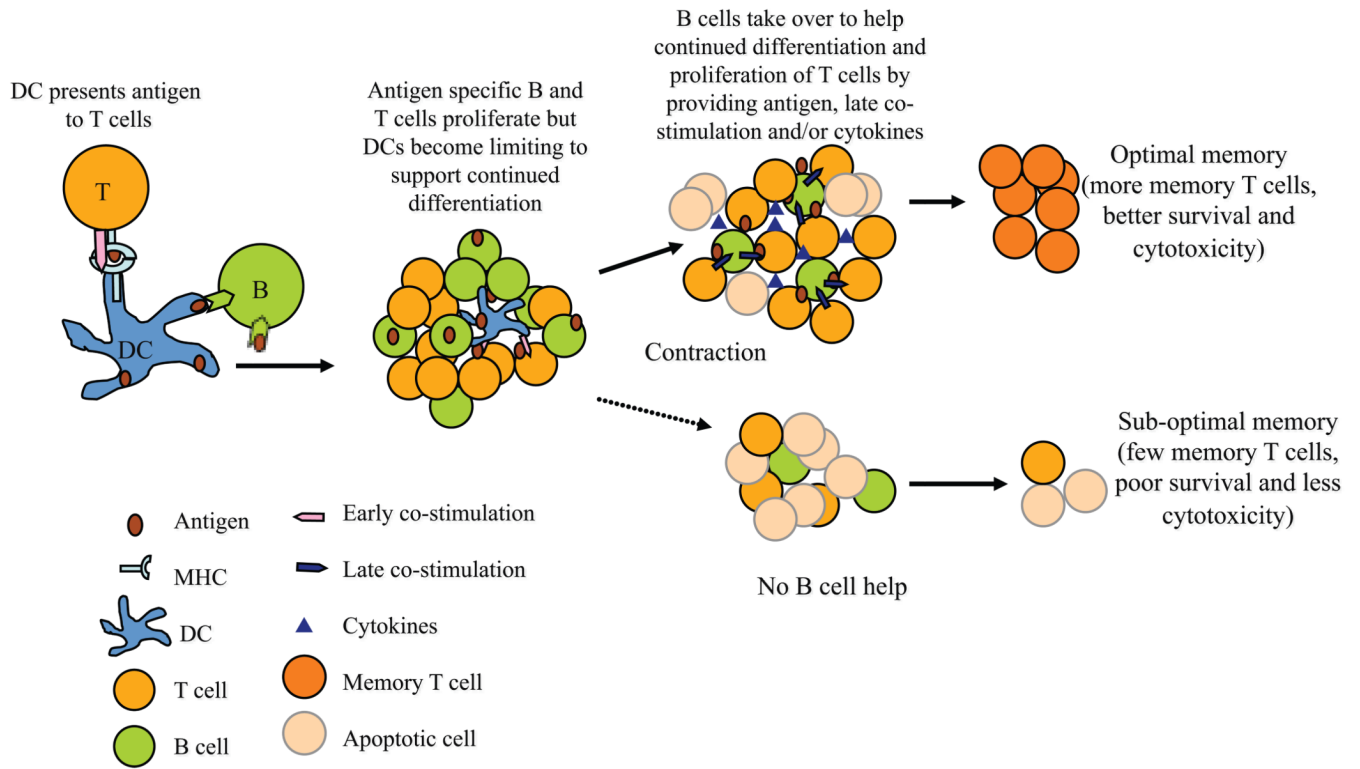 DC presents antigen
to T cells
T
B
DC
Antigen specific B and
T cells proliferate but
DCs become limiting to
support continued
differentiation
B cells take over to help
continued differentiation and
proliferation of T cells by
providing antigen, late co-
stimulation and/or cytokines
Contraction
Optimal memory
(more memory T cells,
better survival and
cytotoxicity)
No B cell help
Sub-optimal memory
(few memory T cells,
poor survival and less
cytotoxicity)
Antigen
MHC
DC
T cell
B cell
Early co-stimulation
Late co-stimulation
Cytokines
Memory T cell
Apoptotic cell